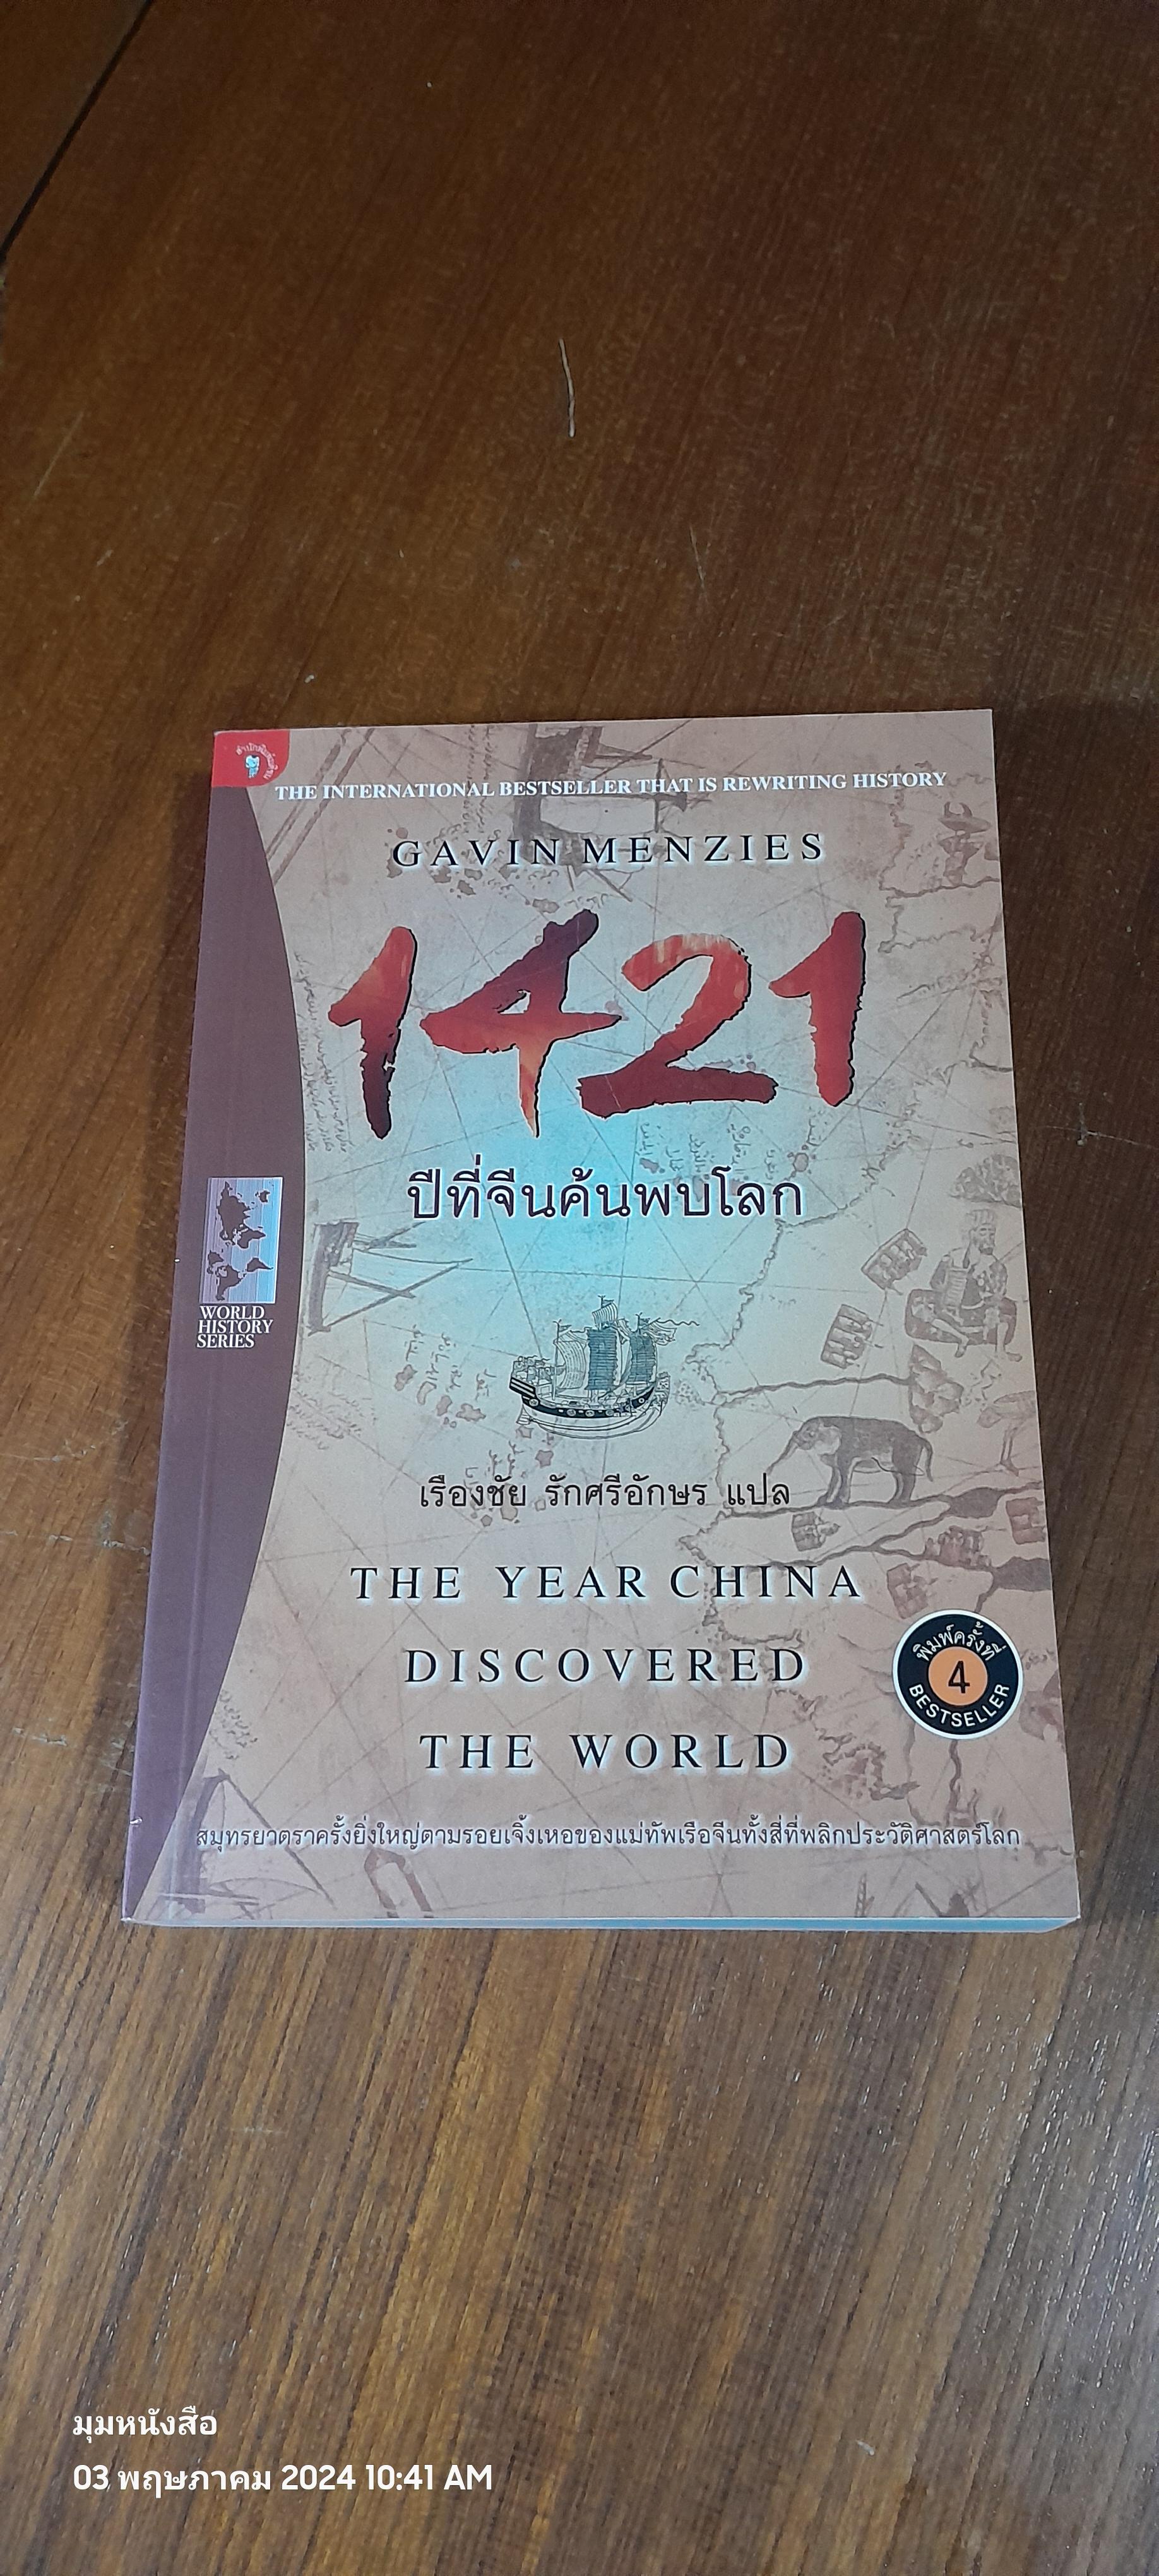 THE INTERNATIONAL BESTSELLER THAT IS REWRITING HISTORY
GAVIN MENZIES
1421
ปีที่จีนค้นพบโลก
WORLD
HISTORY
SERIES
เรืองชัย รักศรีอักษร แปล
THE YEAR CHINA
DISCOVERED
THE WORLD
พิมพ์ครั้งที่
4
BESTSELLER
สมุทรยาตราครั้งยิ่งใหญ่ตามรอยเจิ้งเหอของแม่ทัพเรือจีนทั้งสี่ที่พลิกประวัติศาสตร์โลก
มุมหนังสือ
03 พฤษภาคม 2024 10:41 AM